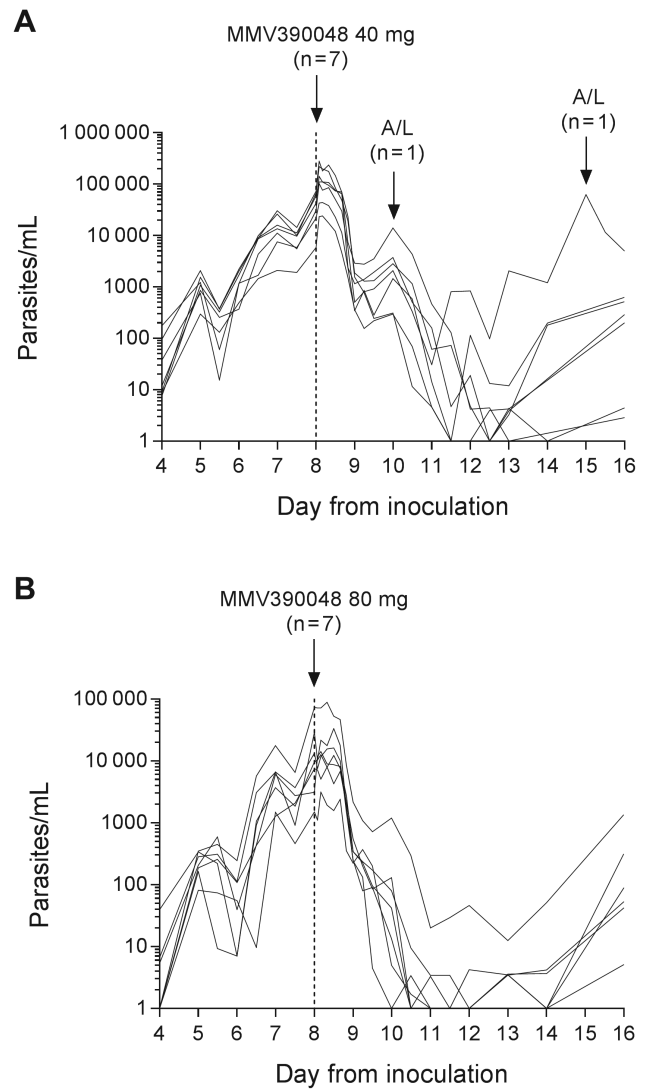 A
MMV390048 40 mg
(n=7)
A/L
(n=1)
A/L
(n=1)
1 000 000
100 000
10 000
1000
100
10
1
Parasites/mL
4 5 6 7 8 9 10 11 12 13 14 15 16
Day from inoculation
B
MMV390048 80 mg
(n=7)
100 000
10 000
1000
100
10
1
Parasites/mL
4 5 6 7 8 9 10 11 12 13 14 15 16
Day from inoculation